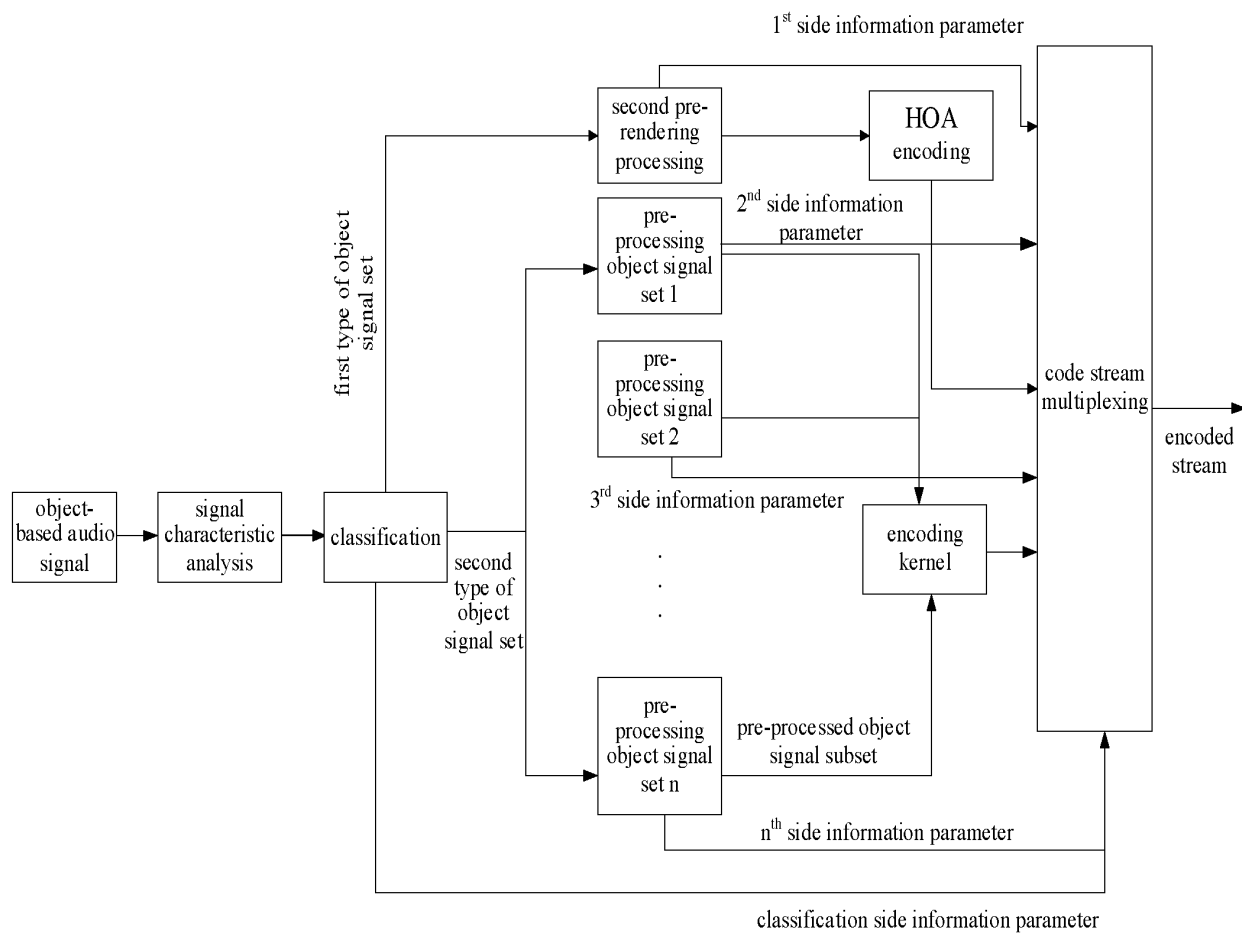 1st side information parameter
second pre-
rendering
processing
HOA
encoding
2nd side information
parameter
pre-
processing
object signal
set 1
first type of object
signal set
pre-
processing
object signal
set 2
code stream
multiplexing
encoded
stream
3rd side information parameter
object-
based audio
signal
signal
characteristic
analysis
classification
second
type of
object
signal set
encoding
kernel
.
.
.
pre-
processing
object signal
set n
pre-processed object
signal subset
nth side information parameter
classification side information parameter